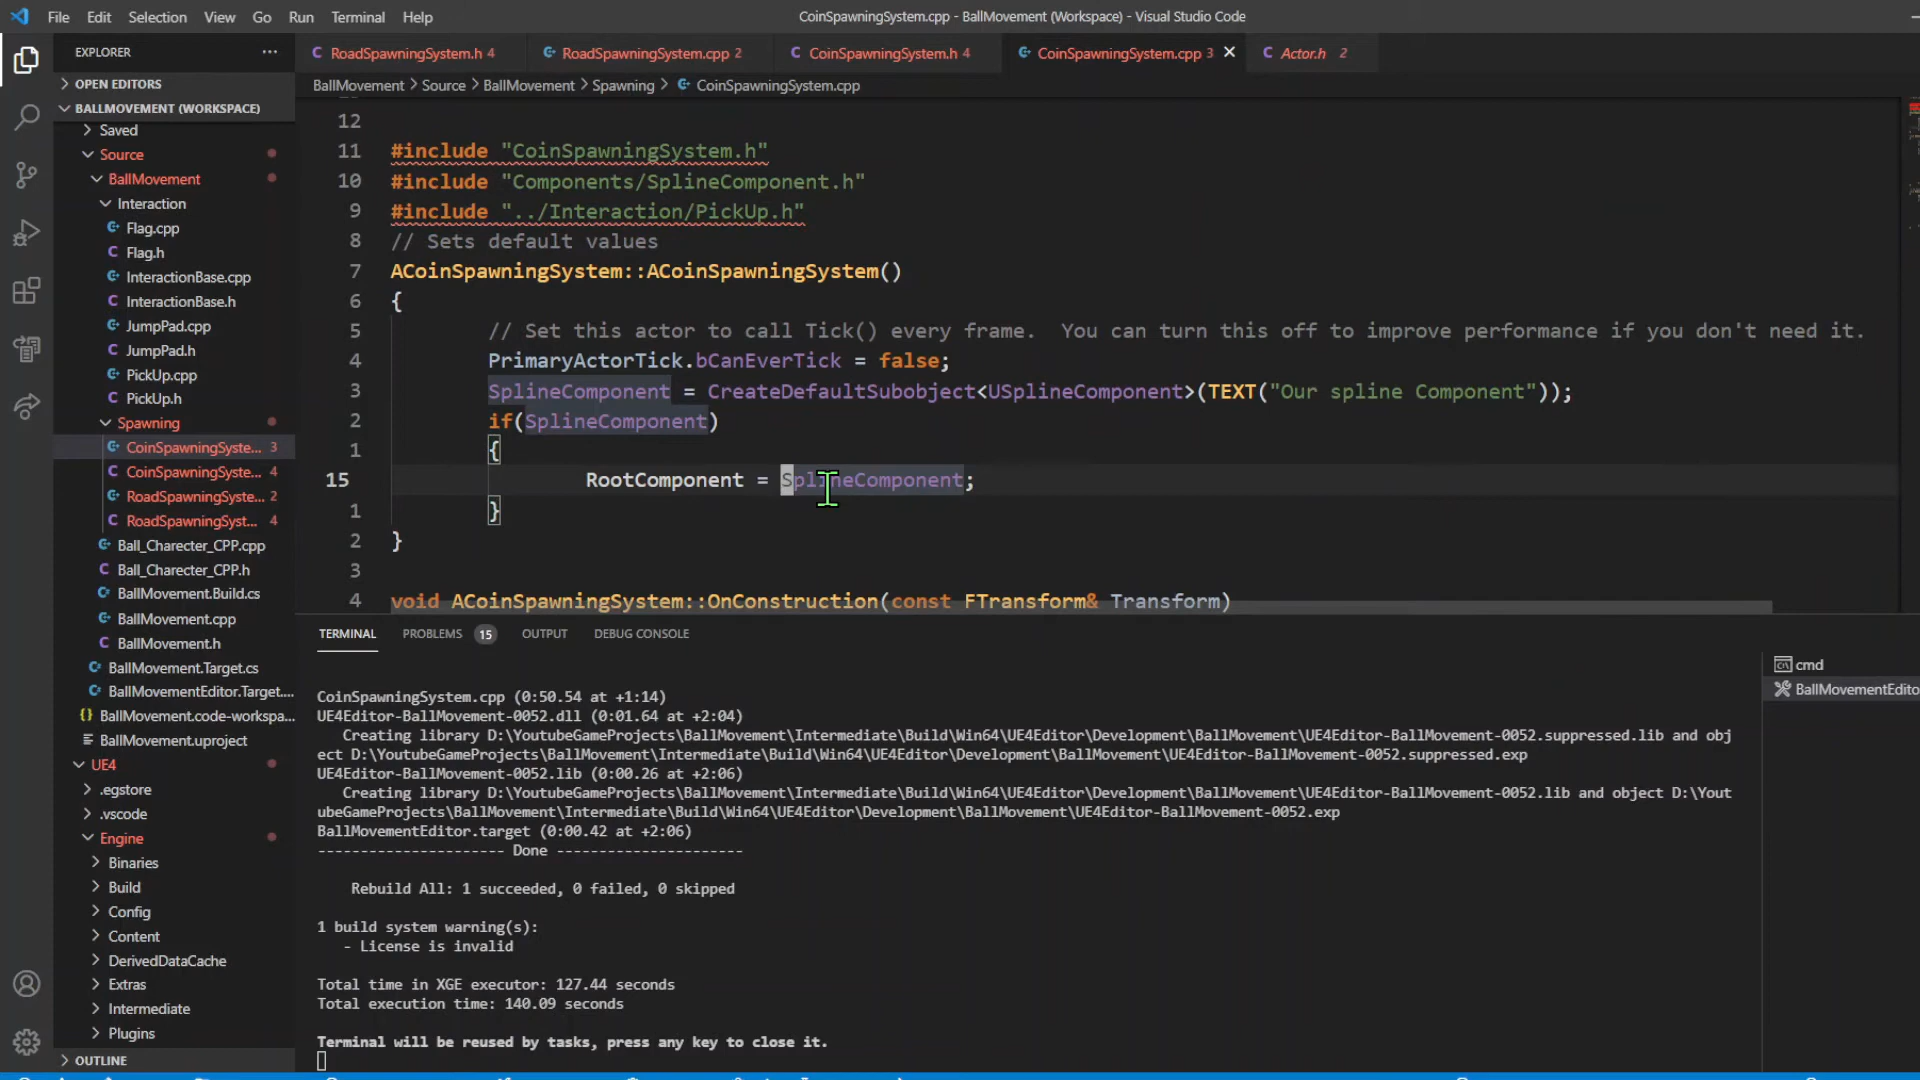 File Edit Selection View Go Run Terminal Help
CoinSpawningSystem.cpp - BallMovement (Workspace) - Visual Studio Code
EXPLORER
RoadSpawningSystem.h 4
RoadSpawningSystem.cpp 2
CoinSpawningSystem.h 4
CoinSpawningSystem.cpp 3
Actor.h 2
BallMovement > Source > BallMovement > Spawning > CoinSpawningSystem.cpp
OPEN EDITORS
BALLMOVEMENT (WORKSPACE)
Saved
Source
BallMovement
Interaction
Flag.cpp
Flag.h
InteractionBase.cpp
InteractionBase.h
JumpPad.cpp
JumpPad.h
PickUp.cpp
PickUp.h
Spawning
CoinSpawningSyste... 3
CoinSpawningSyste... 4
RoadSpawningSyste... 2
RoadSpawningSyst... 4
Ball_Charecter_CPP.cpp
Ball_Charecter_CPP.h
BallMovement.Build.cs
BallMovement.cpp
BallMovement.h
BallMovement.Target.cs
BallMovementEditor.Target....
BallMovement.code-workspa...
BallMovement.uproject
UE4
.egstore
.vscode
Engine
Binaries
Build
Config
Content
DerivedDataCache
Extras
Intermediate
Plugins
OUTLINE
12
11 #include "CoinSpawningSystem.h"
10 #include "Components/SplineComponent.h"
9 #include "../Interaction/PickUp.h"
8 // Sets default values
7 ACoinSpawningSystem::ACoinSpawningSystem()
6 {
5 // Set this actor to call Tick() every frame.  You can turn this off to improve performance if you don't need it.
4 PrimaryActorTick.bCanEverTick = false;
3 SplineComponent = CreateDefaultSubobject<USplineComponent>(TEXT("Our spline Component"));
2 if(SplineComponent)
1 {
15 RootComponent = SplineComponent;
1 }
2 }
3
4 void ACoinSpawningSystem::OnConstruction(const FTransform& Transform)
TERMINAL PROBLEMS 15 OUTPUT DEBUG CONSOLE
cmd
BallMovementEdito
CoinSpawningSystem.cpp (0:50.54 at +1:14)
UE4Editor-BallMovement-0052.dll (0:01.64 at +2:04)
Creating library D:\YoutubeGameProjects\BallMovement\Intermediate\Build\Win64\UE4Editor\Development\BallMovement\UE4Editor-BallMovement-0052.suppressed.lib and obj
ect D:\YoutubeGameProjects\BallMovement\Intermediate\Build\Win64\UE4Editor\Development\BallMovement\UE4Editor-BallMovement-0052.suppressed.exp
UE4Editor-BallMovement-0052.lib (0:00.26 at +2:06)
Creating library D:\YoutubeGameProjects\BallMovement\Intermediate\Build\Win64\UE4Editor\Development\BallMovement\UE4Editor-BallMovement-0052.lib and object D:\Yout
ubeGameProjects\BallMovement\Intermediate\Build\Win64\UE4Editor\Development\BallMovement\UE4Editor-BallMovement-0052.exp
BallMovementEditor.target (0:00.42 at +2:06)
---------------------- Done ----------------------
Rebuild All: 1 succeeded, 0 failed, 0 skipped
1 build system warning(s):
- License is invalid
Total time in XGE executor: 127.44 seconds
Total execution time: 140.09 seconds
Terminal will be reused by tasks, press any key to close it.